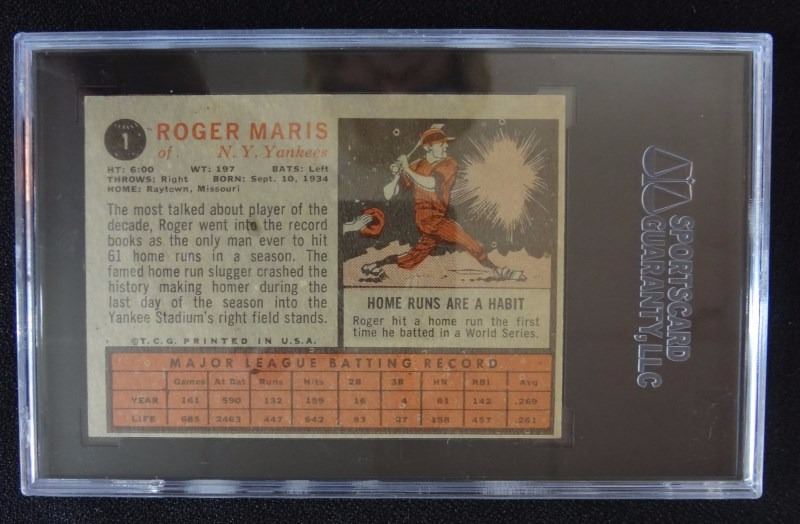 1
ROGER MARIS
of N. Y. Yankees
HT: 6:00 WT: 197 BATS: Left
THROWS: Right BORN: Sept. 10, 1934
HOME: Raytown, Missouri
The most talked about player of the
decade, Roger went into the record
books as the only man ever to hit
61 home runs in a season. The
famed home run slugger crashed the
history making homer during the
last day of the season into the
Yankee Stadium's right field stands.
©T.C.G. PRINTED IN U.S.A.
HOME RUNS ARE A HABIT
Roger hit a home run the first
time he batted in a World Series.
MAJOR LEAGUE BATTING RECORD
Games At Bat Runs Hits 2B 3B HR RBI Avg
YEAR 161 590 132 159 16 4 61 142 .269
LIFE 685 2463 447 642 83 27 158 457 .261
SPORTSCARD
GUARANTY, LLC